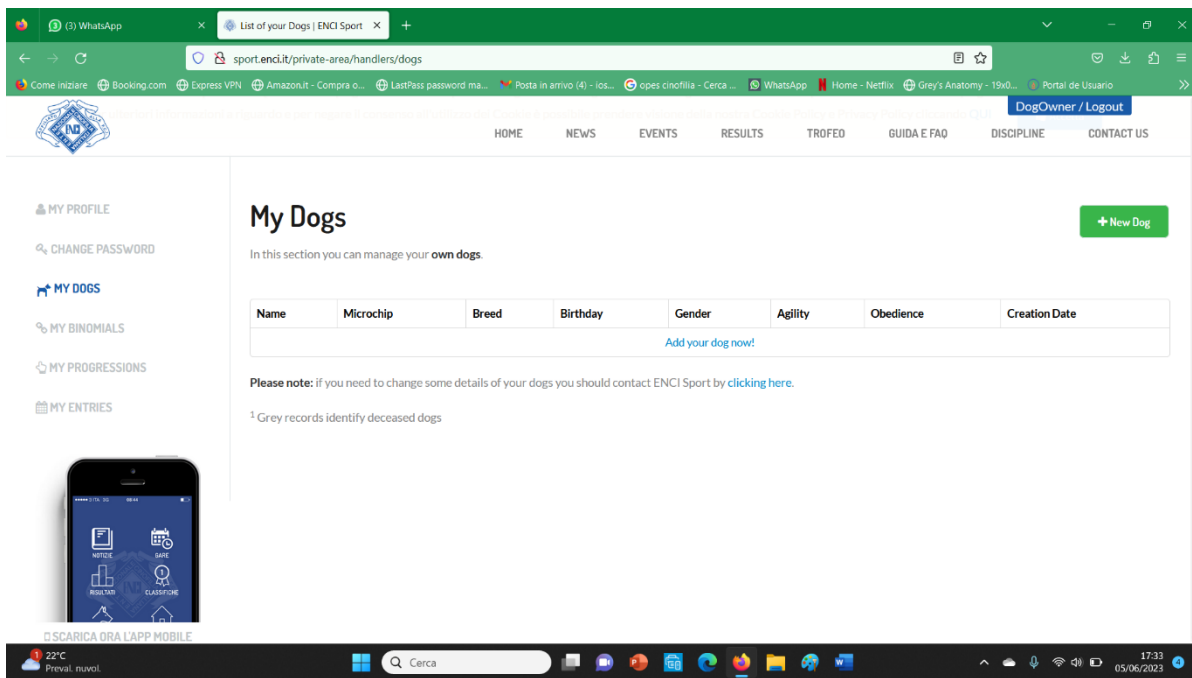 (3) WhatsApp
List of your Dogs | ENCI Sport
sport.enci.it/private-area/handlers/dogs
Come iniziare Booking.com Express VPN Amazon.it - Compra o... LastPass password ma... Posta in arrivo (4) - ios... opes cinofilia - Cerca ... WhatsApp Home - Netflix Grey's Anatomy - 19x0... Portal de Usuario
DogOwner / Logout
HOME NEWS EVENTS RESULTS TROFEO GUIDA E FAQ DISCIPLINE CONTACT US
MY PROFILE
CHANGE PASSWORD
MY DOGS
MY BINOMIALS
MY PROGRESSIONS
MY ENTRIES
My Dogs
+ New Dog
In this section you can manage your own dogs.
Name Microchip Breed Birthday Gender Agility Obedience Creation Date
Add your dog now!
Please note: if you need to change some details of your dogs you should contact ENCI Sport by clicking here.
1 Grey records identify deceased dogs
NOTIZIE GARE
RISULTATI CLASSIFICHE
SCARICA ORA L'APP MOBILE
1
22°C
Preval. nuvol.
Cerca
17:33
05/06/2023
4